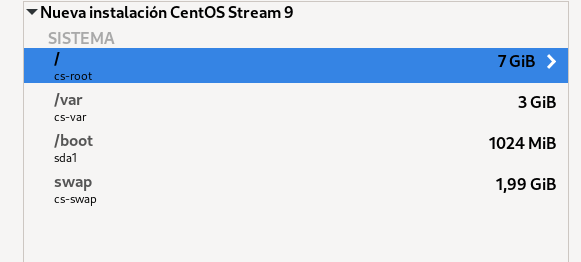 Nueva instalación CentOS Stream 9
SISTEMA
/ 7 GiB
cs-root
/var 3 GiB
cs-var
/boot 1024 MiB
sda1
swap 1,99 GiB
cs-swap